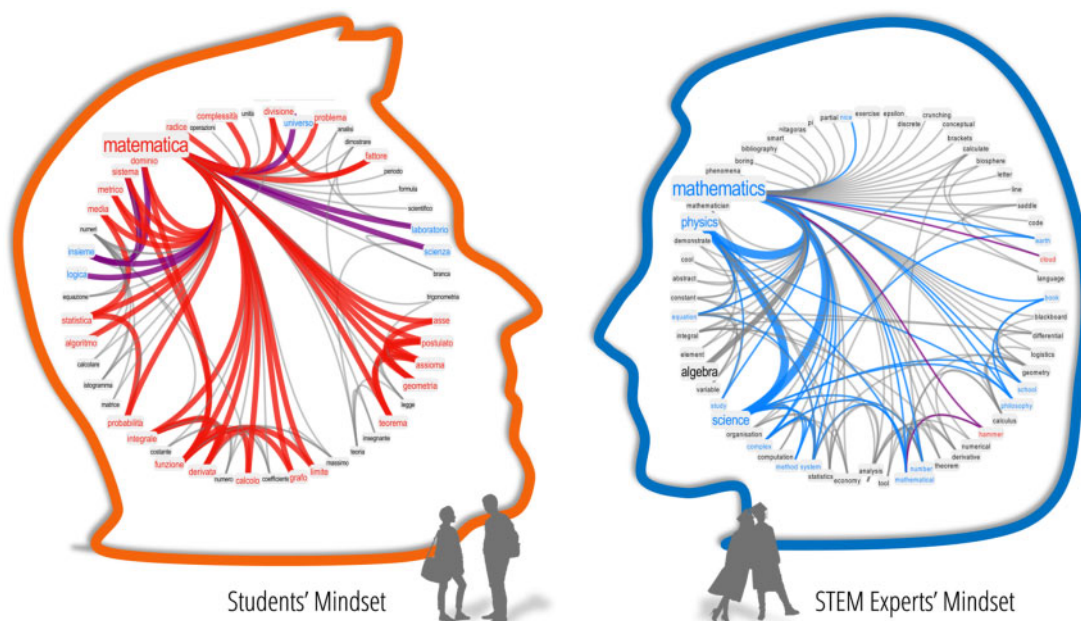 matematica
radice
operazioni
complessità
unità
divisione
universo
problema
analisi
dimostrare
fattore
periodo
formula
scientifico
laboratorio
scienza
branca
trigonometria
asse
postulato
assioma
geometria
legge
teorema
insegnante
teoria
massimo
limite
grafo
coefficiente
calcolo
numero
derivata
funzione
costante
integrale
probabilità
matrice
istogramma
calcolare
algoritmo
statistica
equazione
logica
insieme
numeri
media
metrico
sistema
dominio
Students' Mindset
mathematics
phenomena
boring
bibliography
smart
pitagoras
pi
partial
nice
exercise
epsilon
discrete
crunching
conceptual
brackets
calculate
biosphere
letter
line
saddle
code
earth
cloud
language
book
blackboard
differential
logistics
geometry
school
philosophy
calculus
hammer
numerical
derivative
theorem
number
mathematical
tool
analysis
economy
statistics
system
method
computation
complex
organisation
science
study
variable
algebra
element
integral
equation
constant
abstract
cool
demonstrate
physics
mathematician
STEM Experts' Mindset